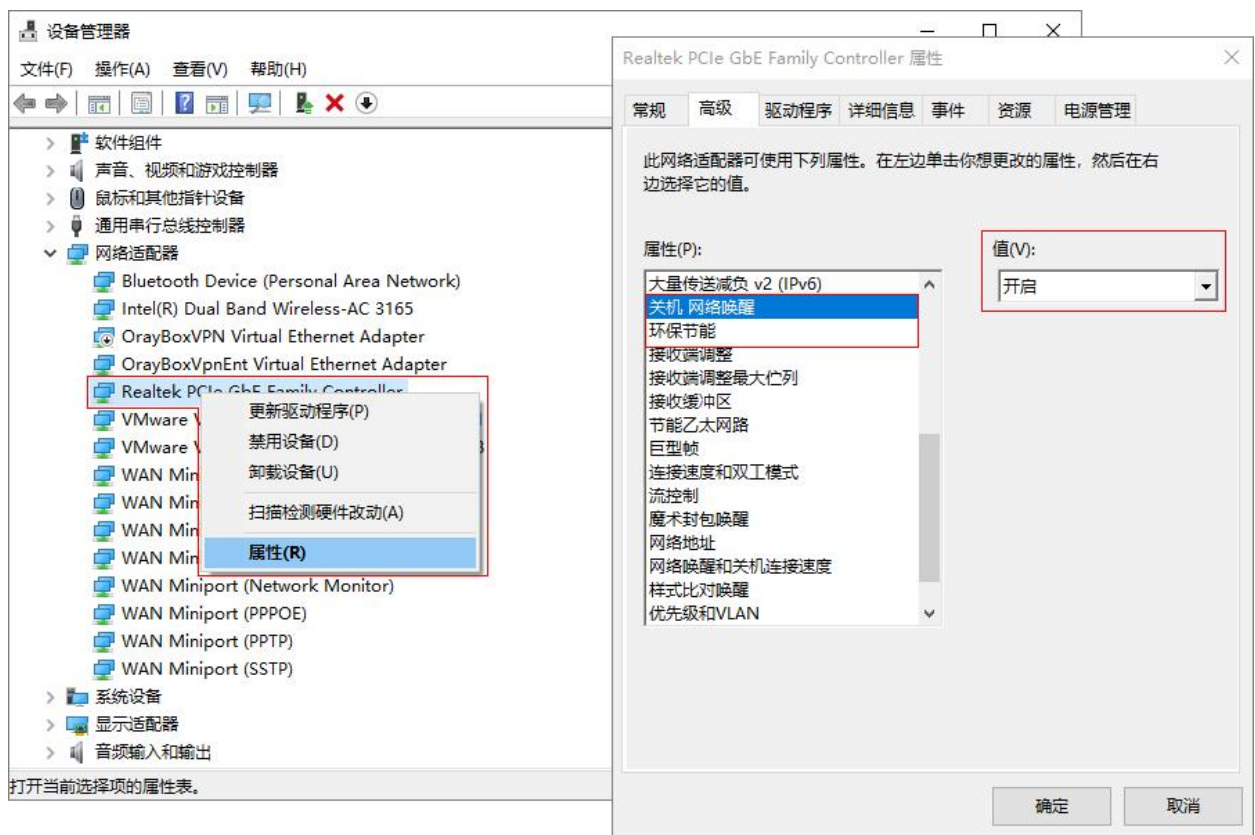 设备管理器
文件(F) 操作(A) 查看(V) 帮助(H)
软件组件
声音、视频和游戏控制器
鼠标和其他指针设备
通用串行总线控制器
网络适配器
Bluetooth Device (Personal Area Network)
Intel(R) Dual Band Wireless-AC 3165
OrayBoxVPN Virtual Ethernet Adapter
OrayBoxVpnEnt Virtual Ethernet Adapter
Realtek PCIe GbE Family Controller
VMware V
VMware V
WAN Min
WAN Min
WAN Min
WAN Min
WAN Miniport (Network Monitor)
WAN Miniport (PPPOE)
WAN Miniport (PPTP)
WAN Miniport (SSTP)
系统设备
显示适配器
音频输入和输出
打开当前选择项的属性表。
更新驱动程序(P)
禁用设备(D)
卸载设备(U)
扫描检测硬件改动(A)
属性(R)
Realtek PCIe GbE Family Controller 属性
常规 高级 驱动程序 详细信息 事件 资源 电源管理
此网络适配器可使用下列属性。在左边单击你想更改的属性，然后在右
边选择它的值。
属性(P):
大量传送减负 v2 (IPv6)
关机 网络唤醒
环保节能
接收端调整
接收端调整最大伫列
接收缓冲区
节能乙太网路
巨型帧
连接速度和双工模式
流控制
魔术封包唤醒
网络地址
网络唤醒和关机连接速度
样式比对唤醒
优先级和VLAN
值(V):
开启
确定 取消